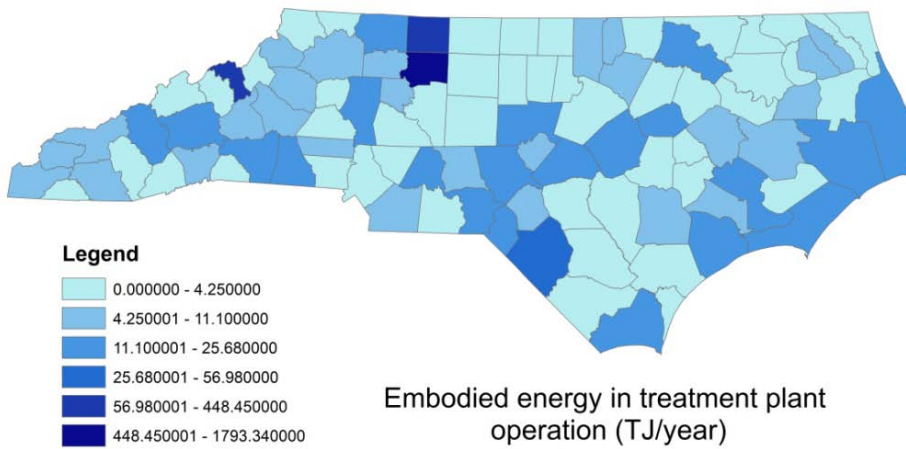 Legend
0.000000 - 4.250000
4.250001 - 11.100000
11.100001 - 25.680000
25.680001 - 56.980000
56.980001 - 448.450000
448.450001 - 1793.340000
Embodied energy in treatment plant
operation (TJ/year)